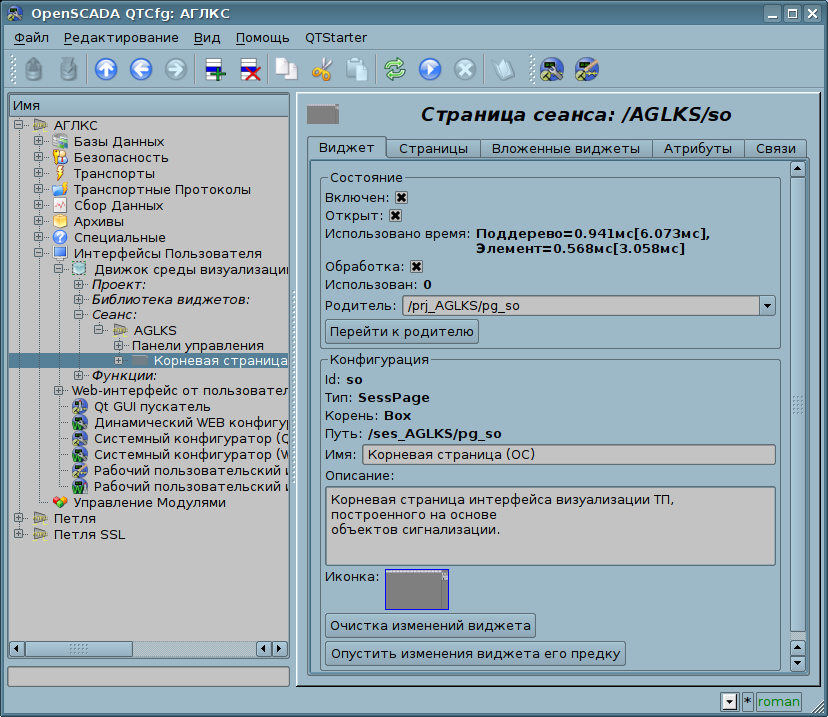 OpenSCADA QTCfg: АГЛКС
Файл Редактирование Вид Помощь QTStarter
Имя
АГЛКС
Базы Данных
Безопасность
Транспорты
Транспортные Протоколы
Сбор Данных
Архивы
Специальные
Интерфейсы Пользователя
Движок среды визуализаци
Проект:
Библиотека виджетов:
Сеанс:
AGLKS
Панели управления
Корневая страница
Функции:
Web-интерфейс от пользовател
Qt GUI пускатель
Динамический WEB конфигу
Системный конфигуратор (Q
Системный конфигуратор (W
Рабочий пользовательский и
Рабочий пользовательский и
Управление Модулями
Петля
Петля SSL
Страница сеанса: /AGLKS/so
Виджет Страницы Вложенные виджеты Атрибуты Связи
Состояние
Включен:
Открыт:
Использовано время: Поддерево=0.941мс[6.073мс],
Элемент=0.568мс[3.058мс]
Обработка:
Использован: 0
Родитель: /prj_AGLKS/pg_so
Перейти к родителю
Конфигурация
Id: so
Тип: SessPage
Корень: Box
Путь: /ses_AGLKS/pg_so
Имя: Корневая страница (ОС)
Описание:
Корневая страница интерфейса визуализации ТП,
построенного на основе
объектов сигнализации.
Иконка:
Очистка изменений виджета
Опустить изменения виджета его предку
* roman